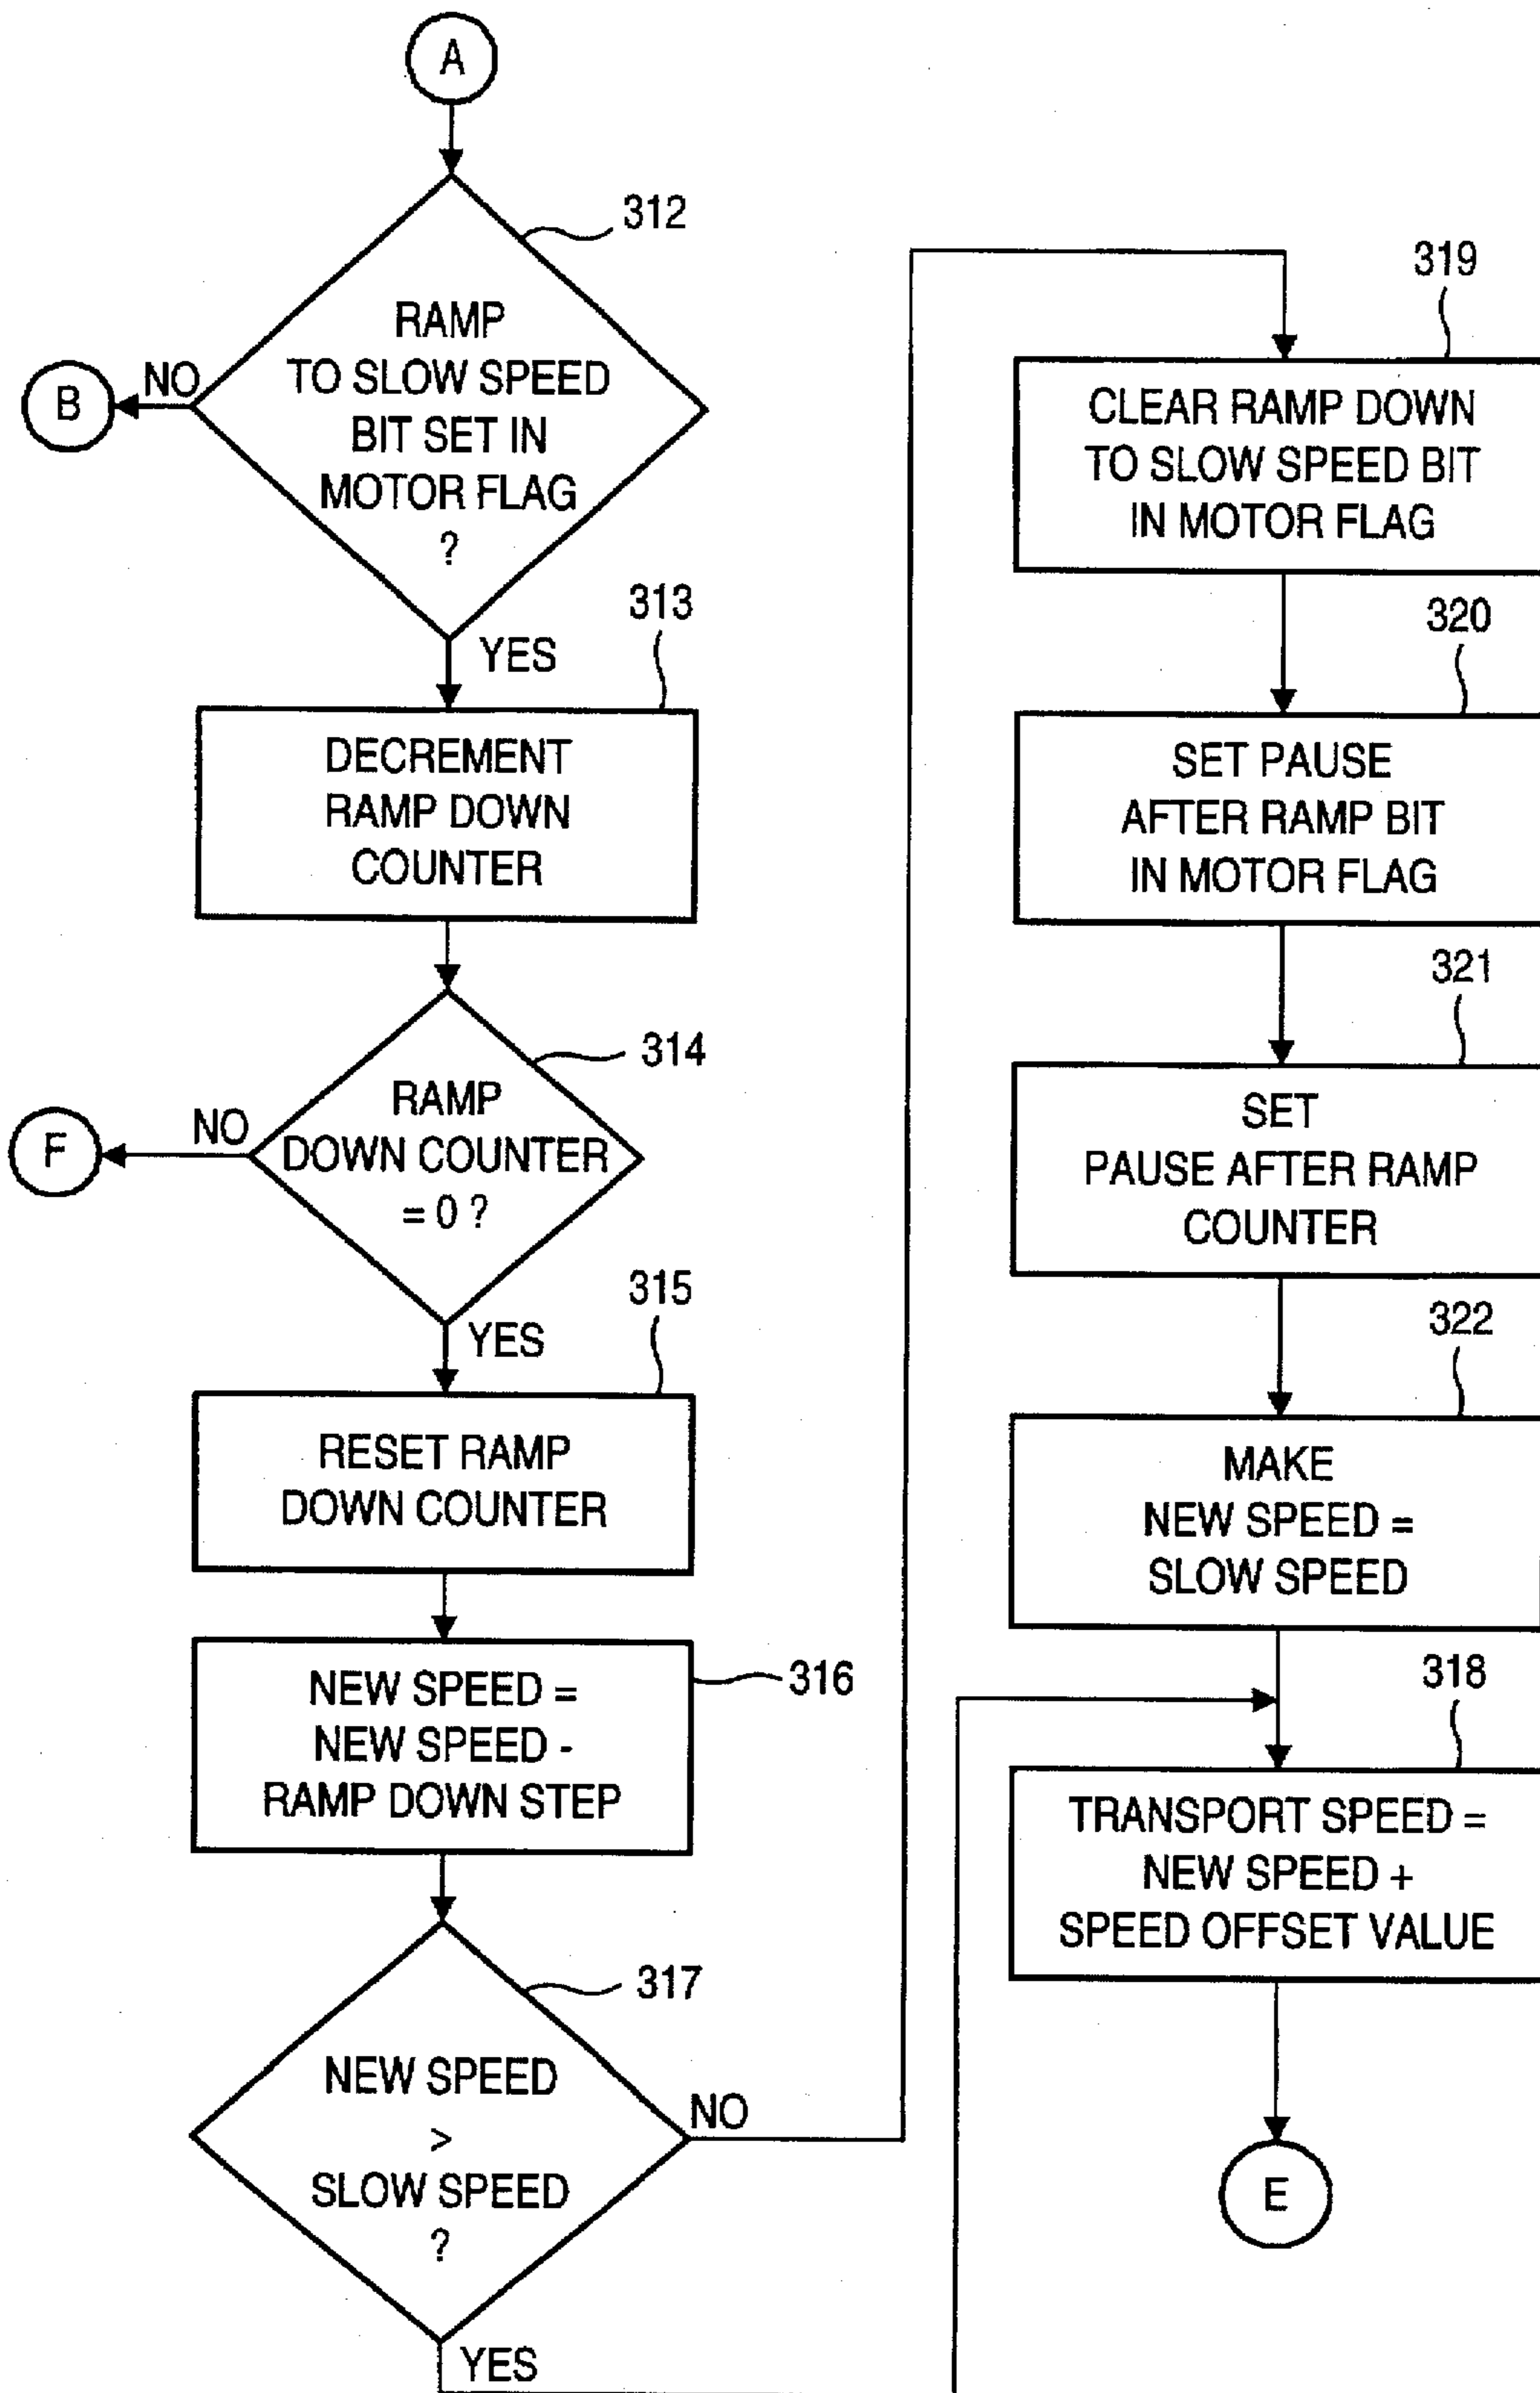 A
312
RAMP
TO SLOW SPEED
BIT SET IN
MOTOR FLAG
?
NO
B
YES
313
DECREMENT
RAMP DOWN
COUNTER
314
RAMP
DOWN COUNTER
= 0 ?
NO
F
YES
315
RESET RAMP
DOWN COUNTER
316
NEW SPEED =
NEW SPEED -
RAMP DOWN STEP
317
NEW SPEED
>
SLOW SPEED
?
NO
YES
319
CLEAR RAMP DOWN
TO SLOW SPEED BIT
IN MOTOR FLAG
320
SET PAUSE
AFTER RAMP BIT
IN MOTOR FLAG
321
SET
PAUSE AFTER RAMP
COUNTER
322
MAKE
NEW SPEED =
SLOW SPEED
318
TRANSPORT SPEED =
NEW SPEED +
SPEED OFFSET VALUE
E